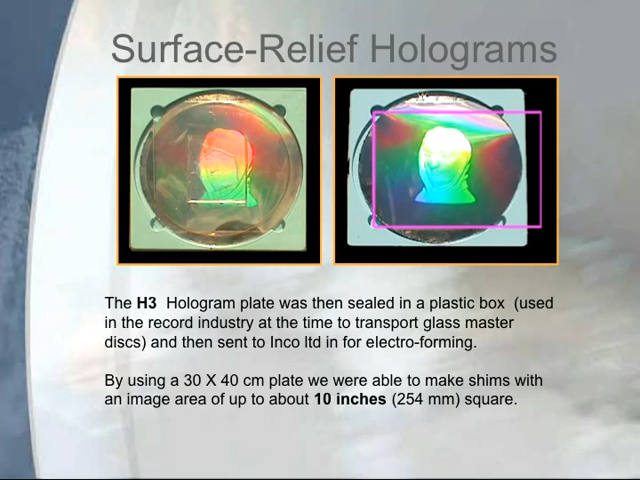 Surface-Relief Holograms
The H3 Hologram plate was then sealed in a plastic box (used
in the record industry at the time to transport glass master
discs) and then sent to Inco ltd in for electro-forming.
By using a 30 X 40 cm plate we were able to make shims with
an image area of up to about 10 inches (254 mm) square.